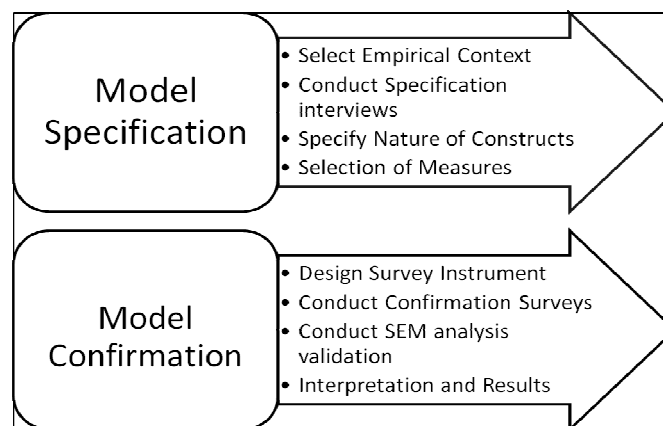 Model
Specification
• Select Empirical Context
• Conduct Specification
interviews
• Specify Nature of Constructs
• Selection of Measures
Model
Confirmation
• Design Survey Instrument
• Conduct Confirmation Surveys
• Conduct SEM analysis
validation
• Interpretation and Results